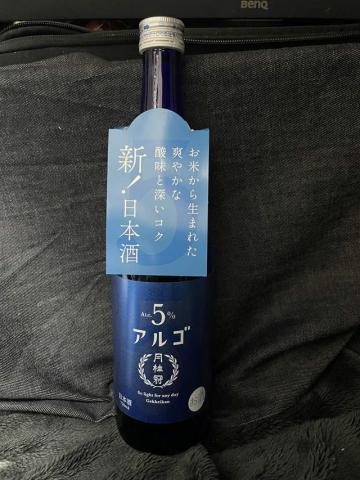 BenQ
お米から生まれた
爽やかな
酸味と深いコク
新！日本酒
Alc. 5%
アルゴ
月桂冠
So light for any day
Gekkeikan
日本酒